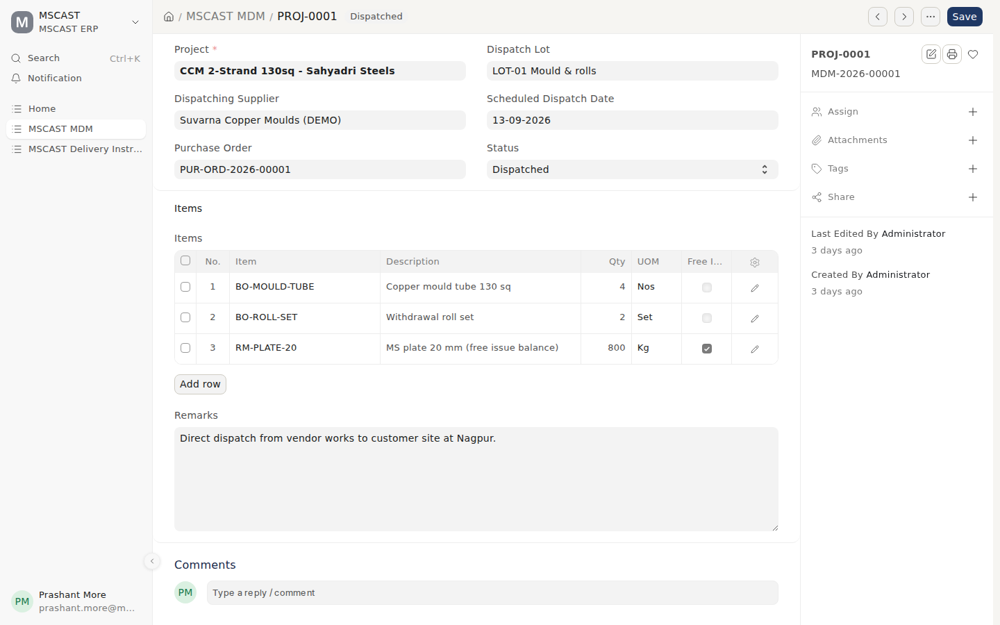 M
MSCAST
MSCAST ERP
Search Ctrl+K
Notification
Home
MSCAST MDM
MSCAST Delivery Instr...
/ MSCAST MDM / PROJ-0001 Dispatched
Save
Project *
CCM 2-Strand 130sq - Sahyadri Steels
Dispatch Lot
LOT-01 Mould & rolls
Dispatching Supplier
Suvarna Copper Moulds (DEMO)
Scheduled Dispatch Date
13-09-2026
Purchase Order
PUR-ORD-2026-00001
Status
Dispatched
Items
Items
No. Item Description Qty UOM Free I...
1 BO-MOULD-TUBE Copper mould tube 130 sq 4 Nos
2 BO-ROLL-SET Withdrawal roll set 2 Set
3 RM-PLATE-20 MS plate 20 mm (free issue balance) 800 Kg
Add row
Remarks
Direct dispatch from vendor works to customer site at Nagpur.
Comments
PM
Type a reply / comment
PROJ-0001
MDM-2026-00001
Assign
Attachments
Tags
Share
Last Edited By Administrator
3 days ago
Created By Administrator
3 days ago
PM
Prashant More
prashant.more@m...